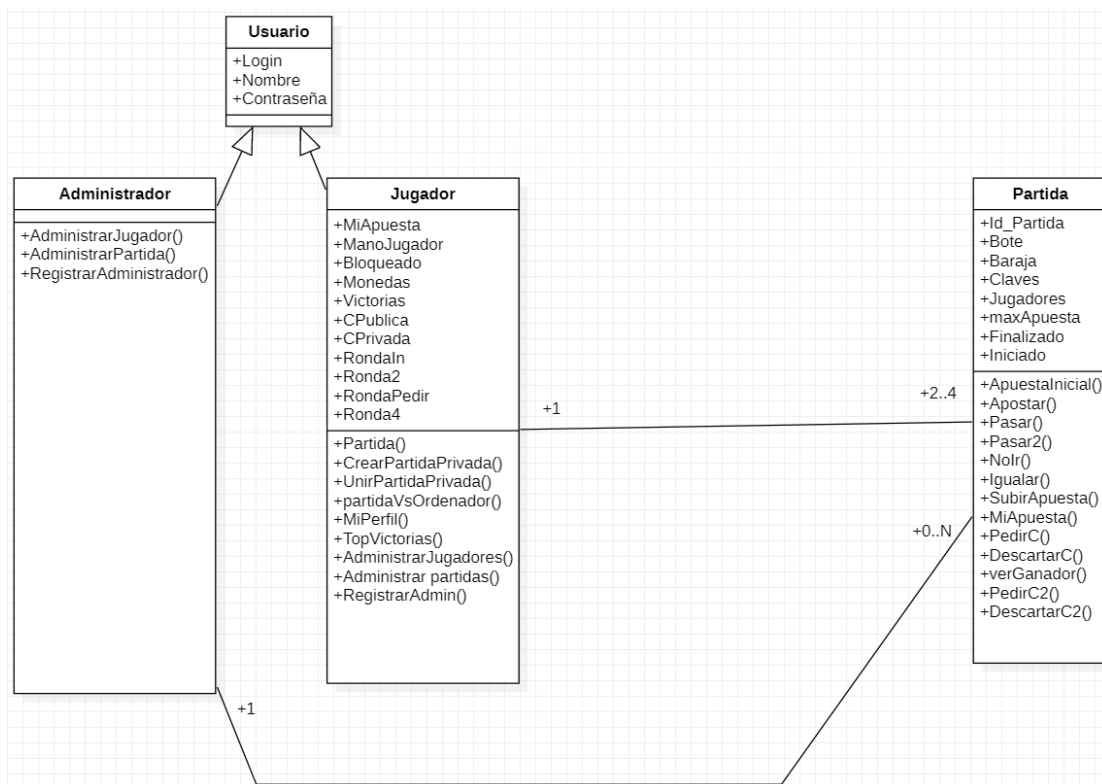 Usuario
+Login
+Nombre
+Contraseña
Administrador
+AdministrarJugador()
+AdministrarPartida()
+RegistrarAdministrador()
Jugador
+MiApuesta
+ManoJugador
+Bloqueado
+Monedas
+Victorias
+CPublica
+CPrivada
+RondaIn
+Ronda2
+RondaPedir
+Ronda4
+Partida()
+CrearPartidaPrivada()
+UnirPartidaPrivada()
+partidaVsOrdenador()
+MiPerfil()
+TopVictorias()
+AdministrarJugadores()
+Administrar partidas()
+RegistrarAdmin()
+1
+2..4
Partida
+Id_Partida
+Bote
+Baraja
+Claves
+Jugadores
+maxApuesta
+Finalizado
+Iniciado
+ApuestaInicial()
+Apostar()
+Pasar()
+Pasar2()
+NoIr()
+Igualar()
+SubirApuesta()
+MiApuesta()
+PedirC()
+DescartarC()
+verGanador()
+PedirC2()
+DescartarC2()
+0..N
+1